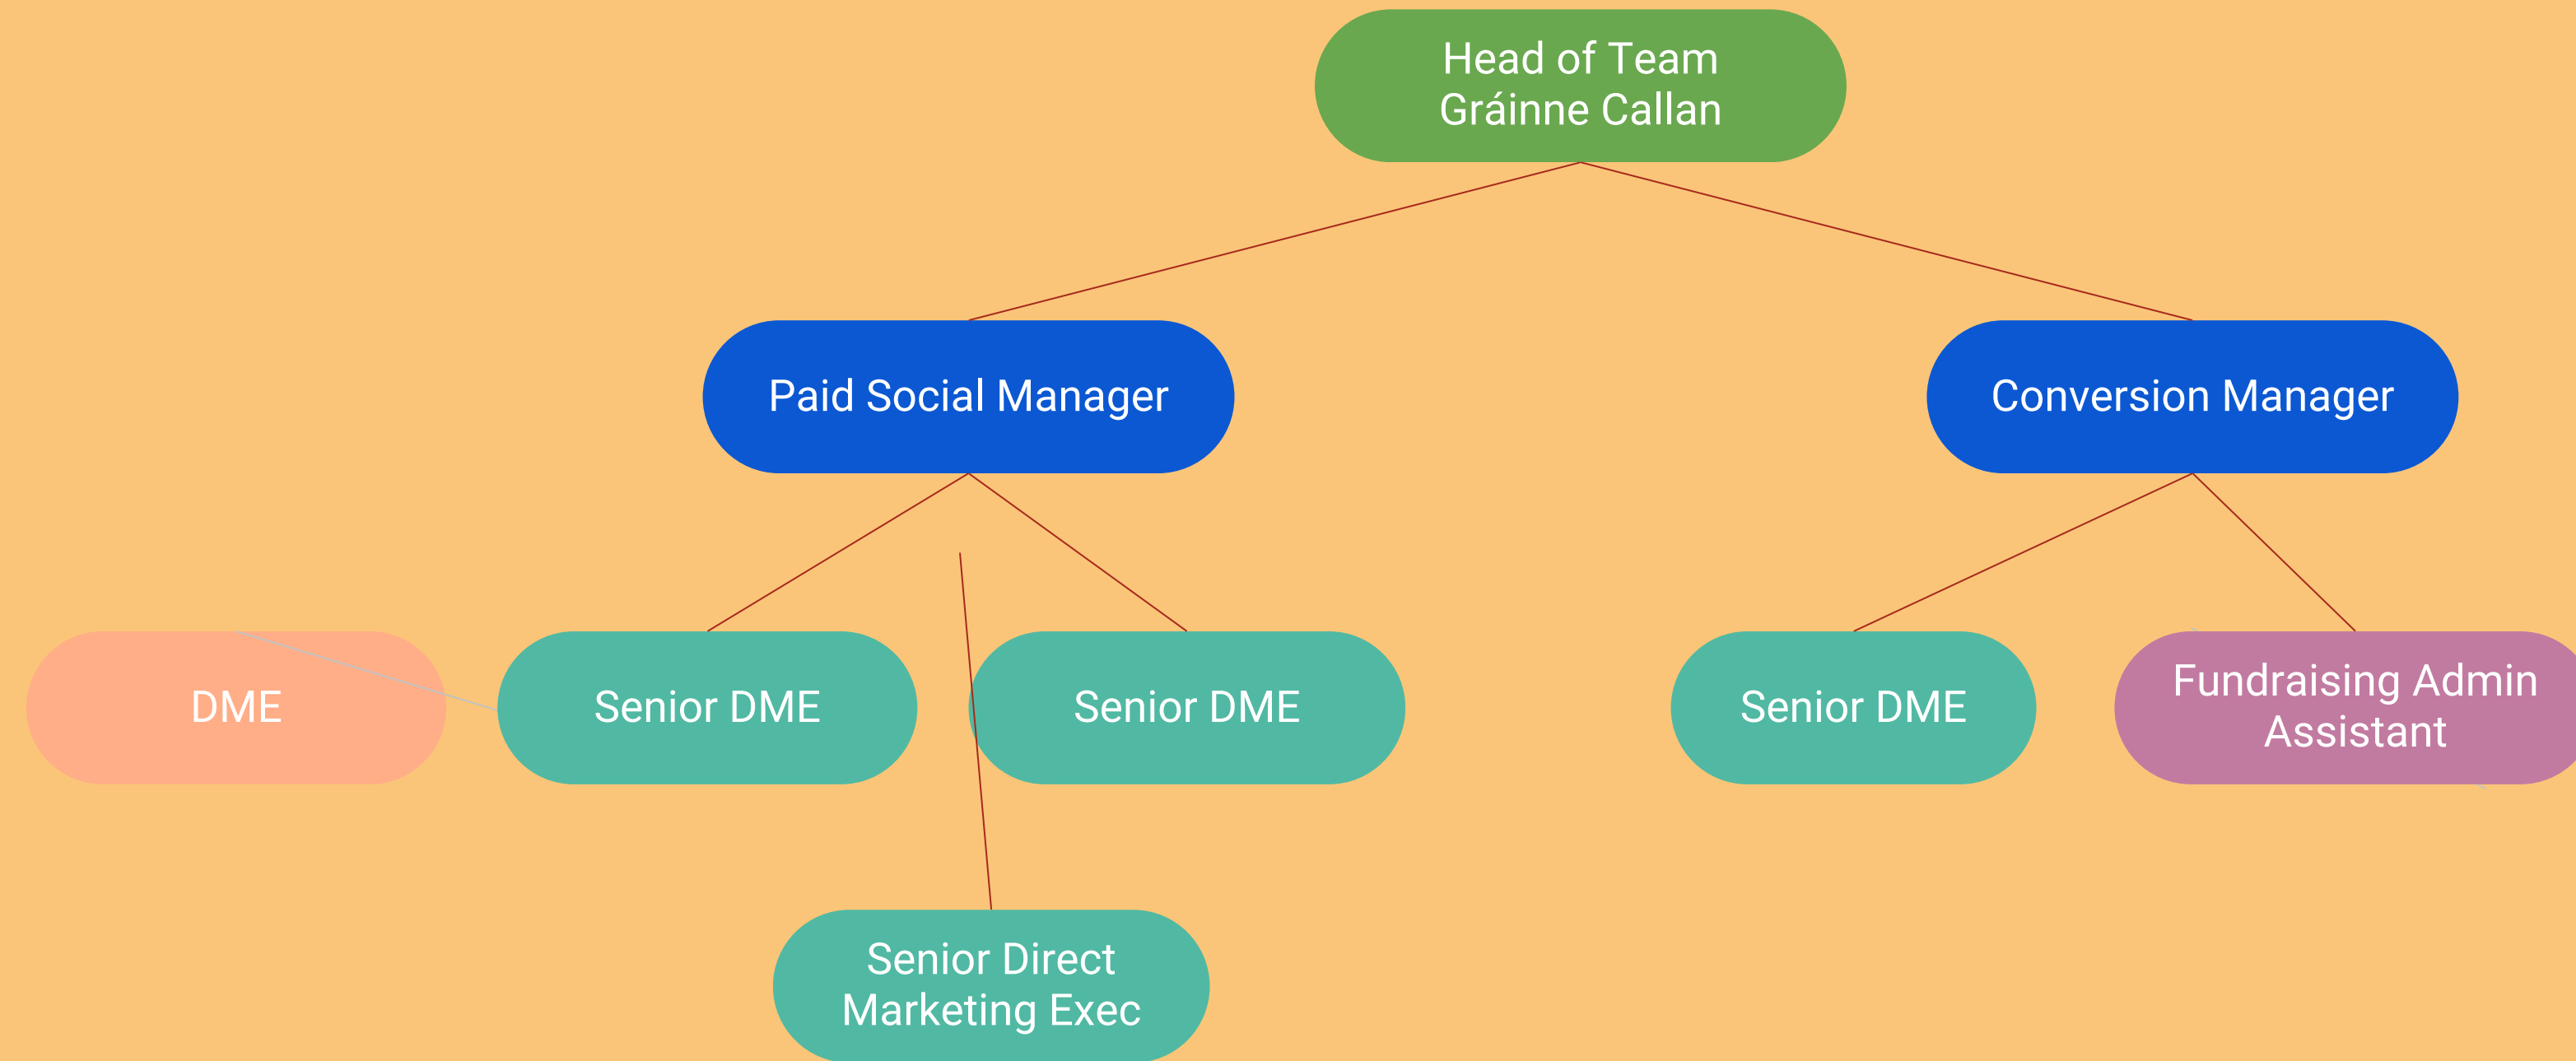 Head of Team
Gráinne Callan
Paid Social Manager
Conversion Manager
DME
Senior DME
Senior DME
Senior DME
Fundraising Admin
Assistant
Senior Direct
Marketing Exec